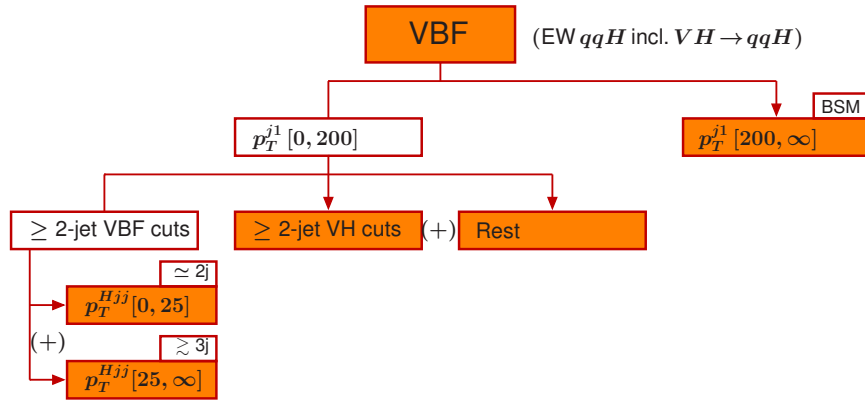 VBF (EW qqH incl. VH → qqH)
BSM
p_T^{j1} [0, 200] p_T^{j1} [200, ∞]
≥ 2-jet VBF cuts ≥ 2-jet VH cuts (+) Rest
≃ 2j
p_T^{Hjj} [0, 25]
(+)
≳ 3j
p_T^{Hjj} [25, ∞]